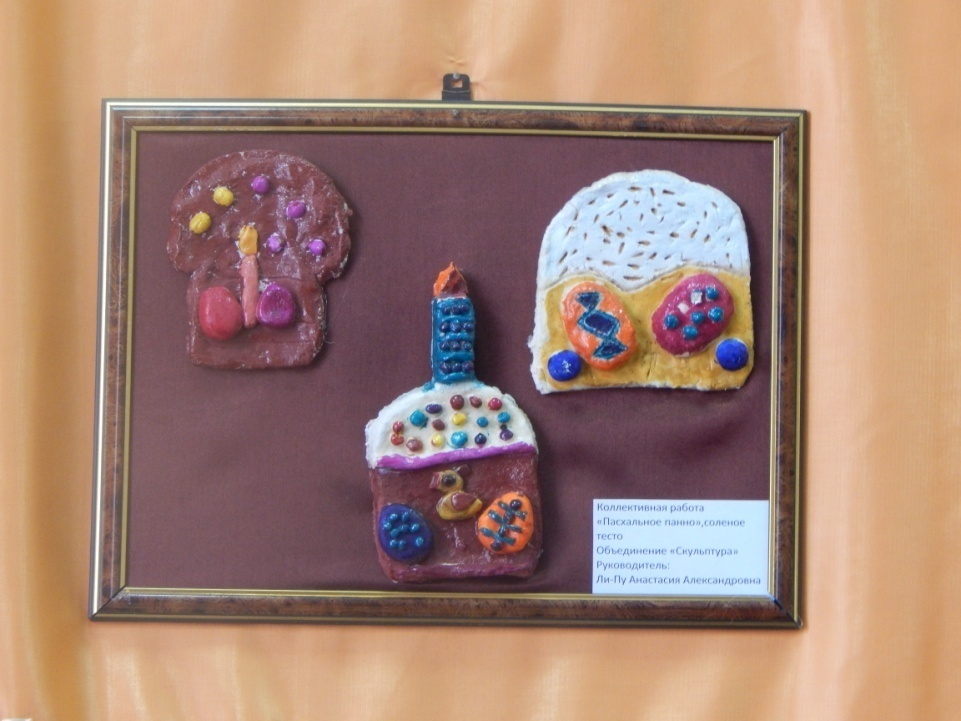 Коллективная работа
«Пасхальное панно»,соленое
тесто
Объединение «Скульптура»
Руководитель:
Ли-Пу Анастасия Александровна